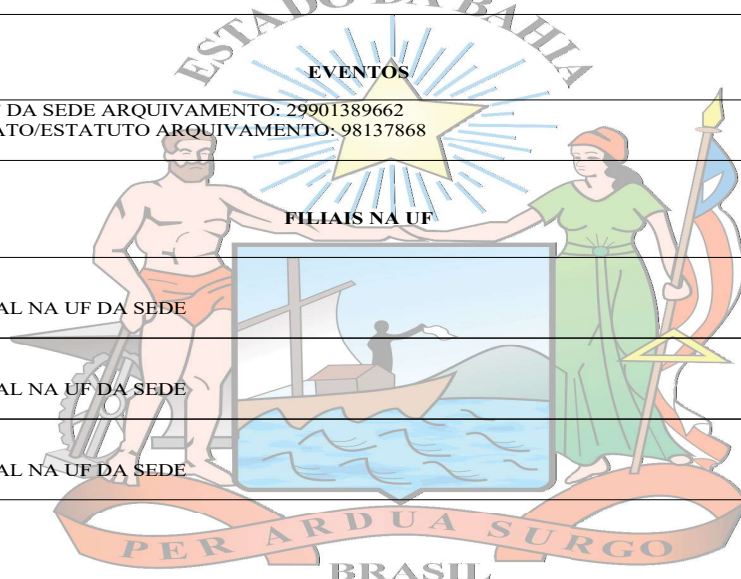 ESTADO DA BAHIA
EVENTOS
DA SEDE ARQUIVAMENTO: 29901389662
ATO/ESTATUTO ARQUIVAMENTO: 98137868
FILIAIS NA UF
AL NA UF DA SEDE
AL NA UF DA SEDE
AL NA UF DA SEDE
PER ARDUA SURGO
BRASIL